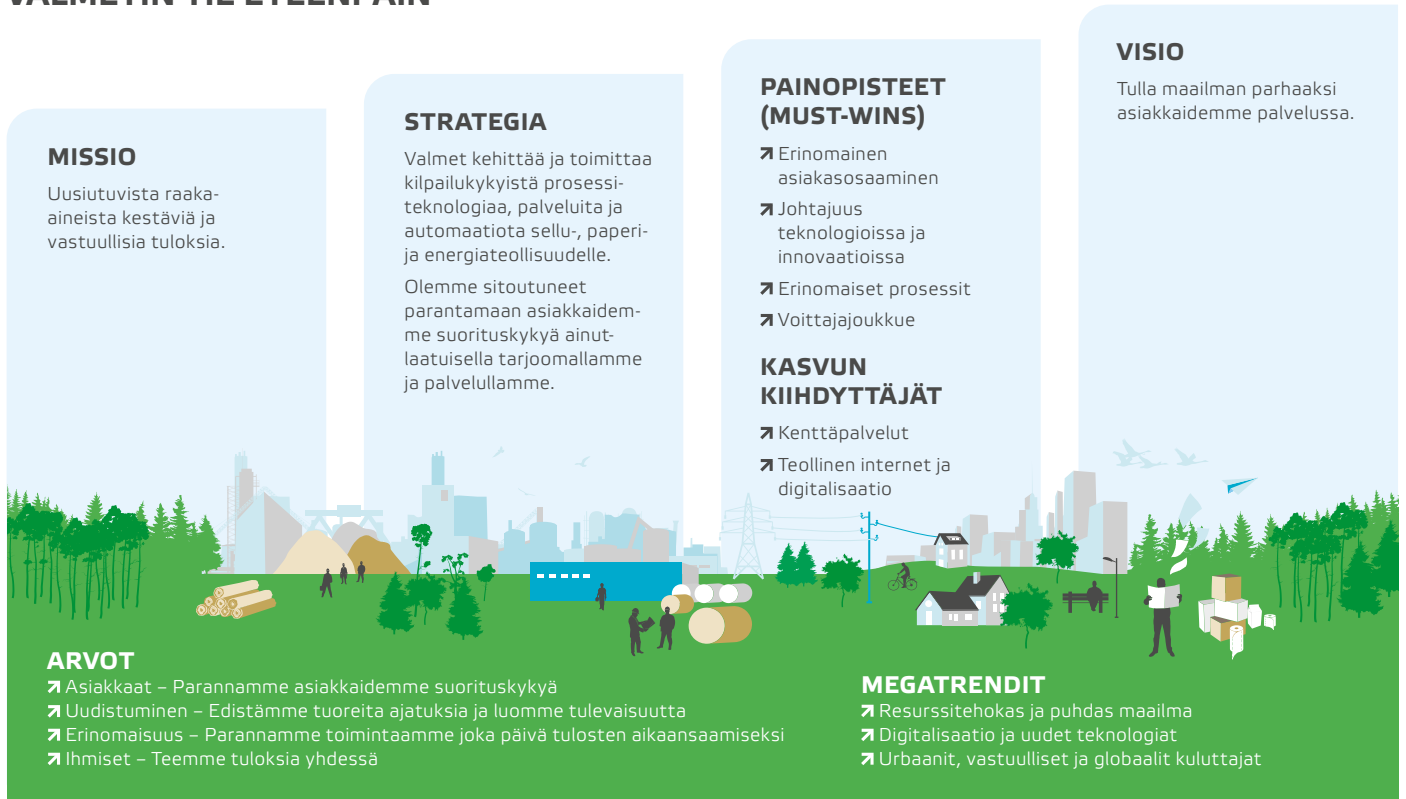 VALMETIN TIE ETEENPÄIN
MISSIO
Uusiutuvista raaka-
aineista kestäviä ja
vastuullisia tuloksia.
STRATEGIA
Valmet kehittää ja toimittaa
kilpailukykyistä prosessi-
teknologiaa, palveluita ja
automaatiota sellu-, paperi-
ja energiateollisuudelle.
Olemme sitoutuneet
parantamaan asiakkaidem-
me suorituskykyä ainut-
laatuisella tarjoomallamme
ja palvelullamme.
PAINOPISTEET
(MUST-WINS)
Erinomainen
asiakasosaaminen
Johtajuus
teknologioissa ja
innovaatioissa
Erinomaiset prosessit
Voittajajoukkue
KASVUN
KIIHDYTTÄJÄT
Kenttäpalvelut
Teollinen internet ja
digitalisaatio
VISIO
Tulla maailman parhaaksi
asiakkaidemme palvelussa.
ARVOT
Asiakkaat – Parannamme asiakkaidemme suorituskykyä
Uudistuminen – Edistämme tuoreita ajatuksia ja luomme tulevaisuutta
Erinomaisuus – Parannamme toimintaamme joka päivä tulosten aikaansaamiseksi
Ihmiset – Teemme tuloksia yhdessä
MEGATRENDIT
Resurssitehokas ja puhdas maailma
Digitalisaatio ja uudet teknologiat
Urbaanit, vastuulliset ja globaalit kuluttajat